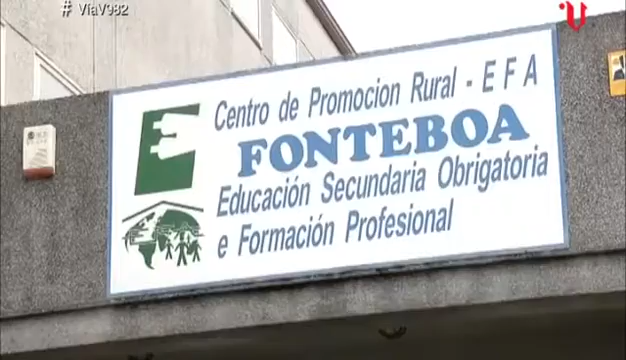 # ViaV982
Centro de Promocion Rural - E F A
FONTEBOA
Educación Secundaria Obrigatoria
e Formación Profesional